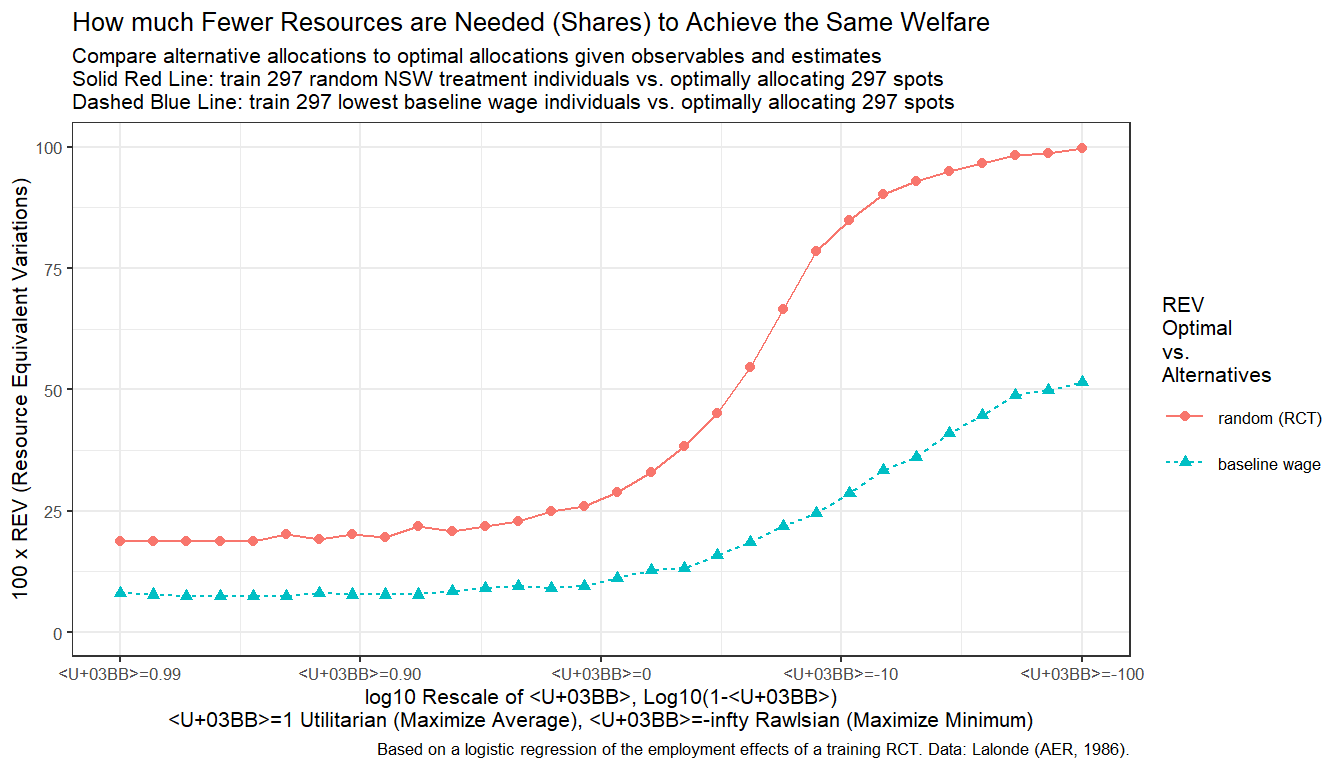 How much Fewer Resources are Needed (Shares) to Achieve the Same Welfare
Compare alternative allocations to optimal allocations given observables and estimates
Solid Red Line: train 297 random NSW treatment individuals vs. optimally allocating 297 spots
Dashed Blue Line: train 297 lowest baseline wage individuals vs. optimally allocating 297 spots
100 x REV (Resource Equivalent Variations)
100
75
50
25
0
<U+03BB>=0.99
<U+03BB>=0.90
<U+03BB>=0
<U+03BB>=-10
<U+03BB>=-100
log10 Rescale of <U+03BB>, Log10(1-<U+03BB>)
<U+03BB>=1 Utilitarian (Maximize Average), <U+03BB>=-infty Rawlsian (Maximize Minimum)
REV
Optimal
vs.
Alternatives
random (RCT)
baseline wage
Based on a logistic regression of the employment effects of a training RCT. Data: Lalonde (AER, 1986).